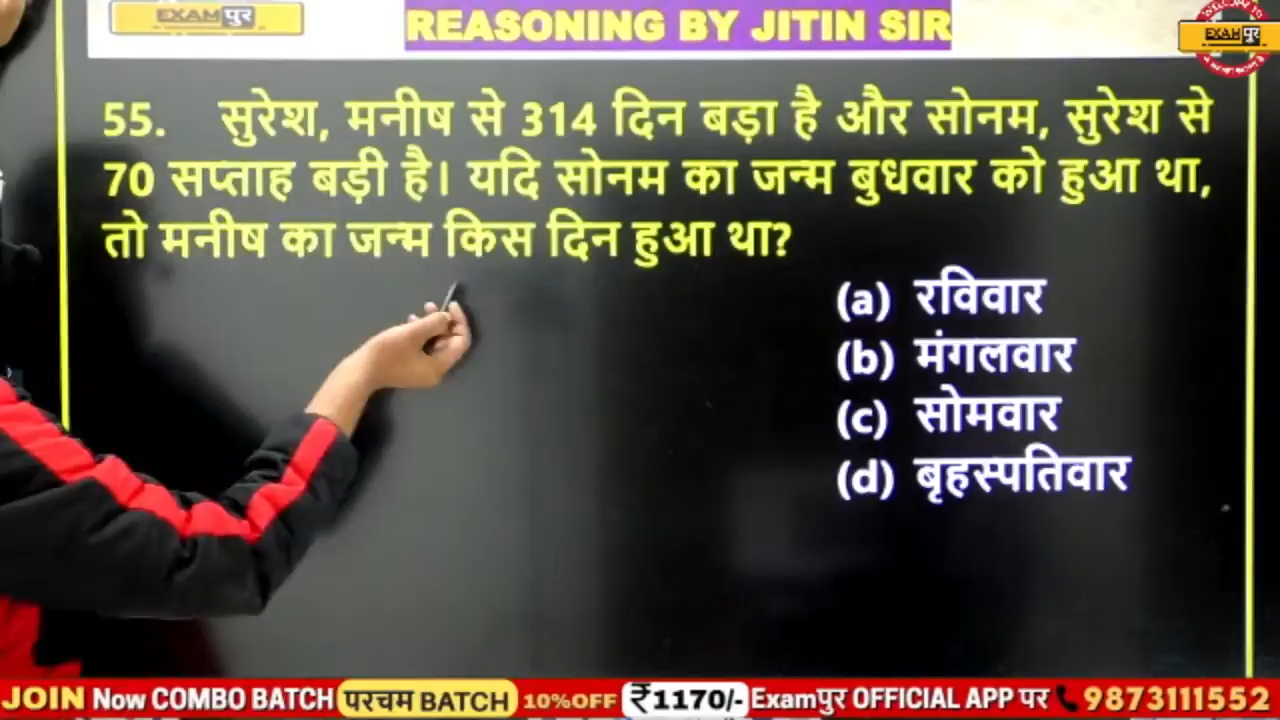 EXAMपुर
REASONING BY JITIN SIR
WELCOME TO
EXAMपुर
55. सुरेश, मनीष से 314 दिन बड़ा है और सोनम, सुरेश से
70 सप्ताह बड़ी है। यदि सोनम का जन्म बुधवार को हुआ था,
तो मनीष का जन्म किस दिन हुआ था?
(a) रविवार
(b) मंगलवार
(c) सोमवार
(d) बृहस्पतिवार
JOIN Now COMBO BATCH परचम BATCH 10%OFF ₹1170/- Examपुर OFFICIAL APP पर 9873111552